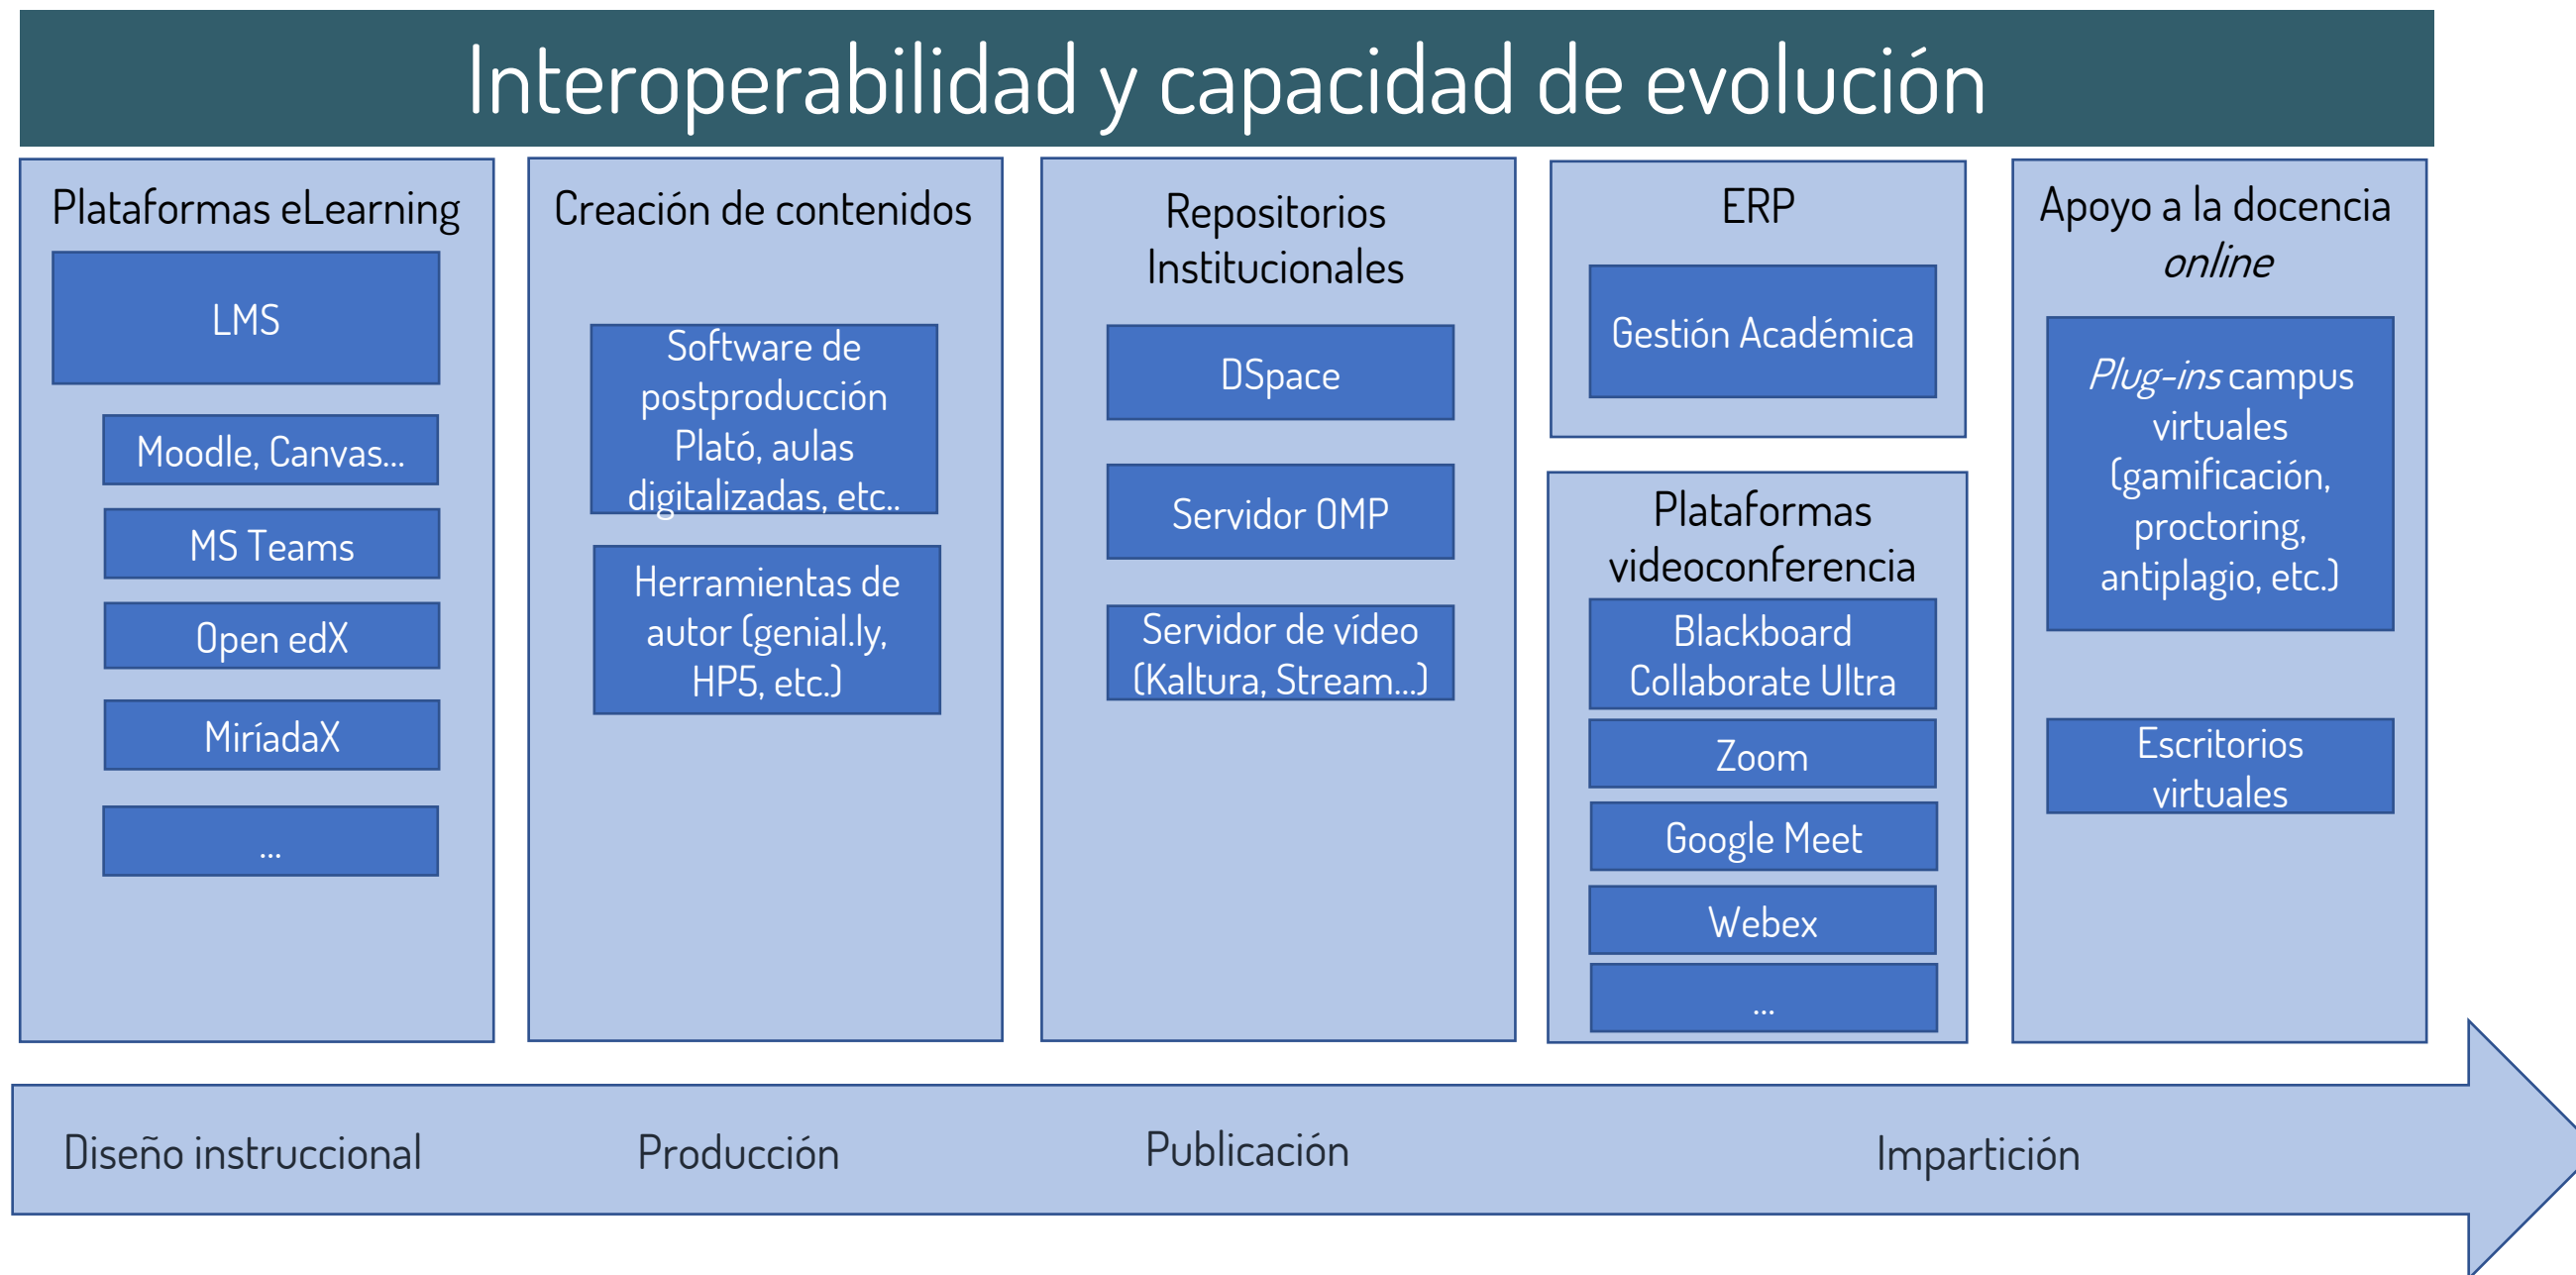 Interoperabilidad y capacidad de evolución
Plataformas eLearning
LMS
Moodle, Canvas...
MS Teams
Open edX
MiríadaX
...
Creación de contenidos
Software de
postproducción
Plató, aulas
digitalizadas, etc..
Herramientas de
autor (genial.ly,
HP5, etc.)
Repositorios
Institucionales
DSpace
Servidor OMP
Servidor de vídeo
(Kaltura, Stream...)
ERP
Gestión Académica
Plataformas
videoconferencia
Blackboard
Collaborate Ultra
Zoom
Google Meet
Webex
...
Apoyo a la docencia
online
Plug-ins campus
virtuales
(gamificación,
proctoring,
antiplagio, etc.)
Escritorios
virtuales
Diseño instruccional
Producción
Publicación
Impartición